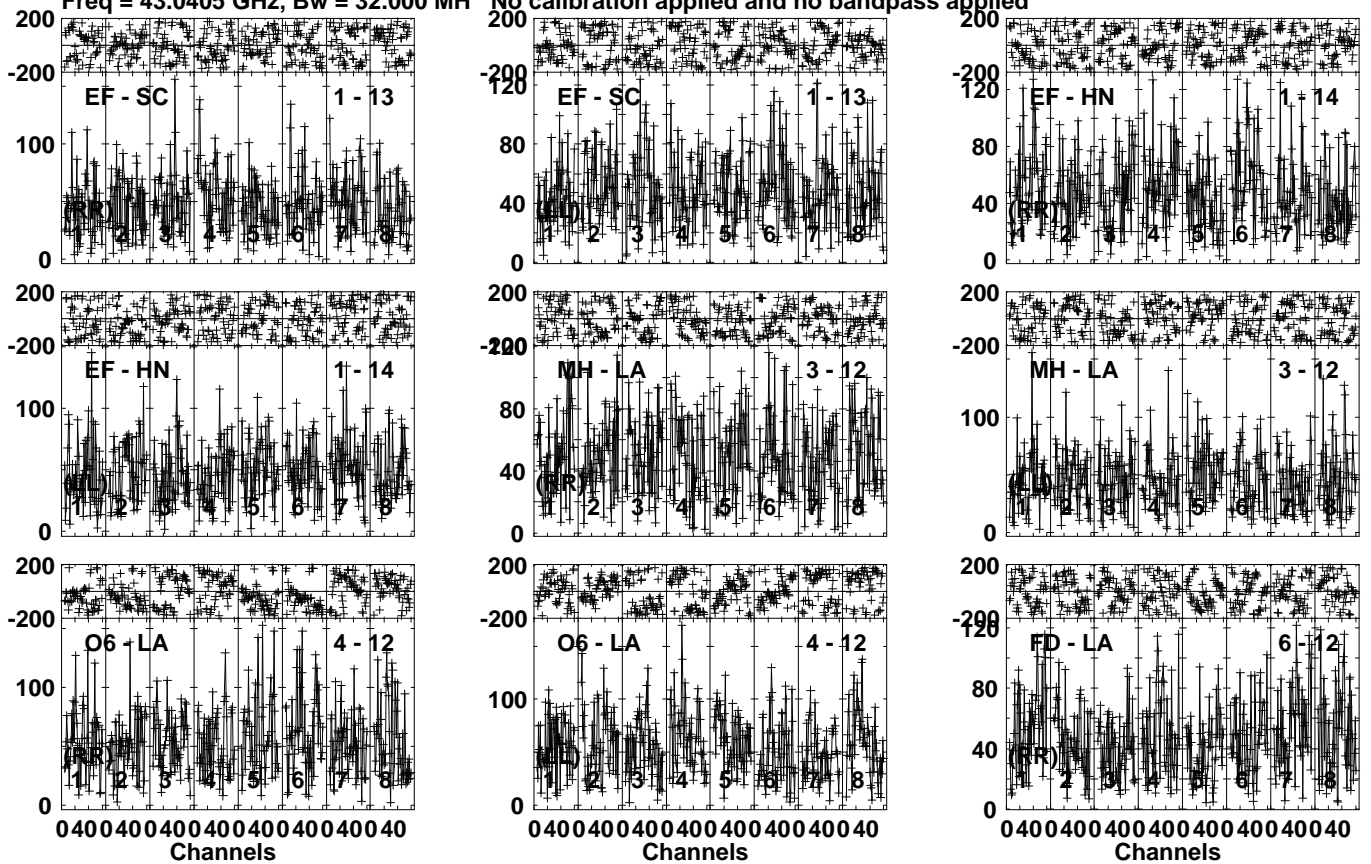 Freq = 43.0405 GHz, Bw = 32.000 MH No calibration applied and no bandpass applied
200 200 200
-200 -200 -200
EF - SC 1 - 13 120 EF - SC 1 - 13 120 EF - HN 1 - 14
100 80 80
40 40
(RR) (LL) (RR)
1 2 3 4 5 6 7 8 1 2 3 4 5 6 7 8 1 2 3 4 5 6 7 8
0 0 0
200 200 200
-200 -200 -200
EF - HN 1 - 14 120 MH - LA 3 - 12 MH - LA 3 - 12
100 80 100
40
(LL) (RR) (LL)
1 2 3 4 5 6 7 8 1 2 3 4 5 6 7 8 1 2 3 4 5 6 7 8
0 0 0
200 200 200
-200 -200 -200
O6 - LA 4 - 12 O6 - LA 4 - 12 120 FD - LA 6 - 12
100 100 80
40
(RR) (LL) (RR)
1 2 3 4 5 6 7 8 1 2 3 4 5 6 7 8 1 2 3 4 5 6 7 8
0 0 0
0 40 0 40 0 40 0 40 0 40 0 40 0 40 0 40 0 40 0 40 0 40 0 40 0 40 0 40 0 40 0 40 0 40 0 40 0 40 0 40 0 40 0 40 0 40 0 40
Channels Channels Channels